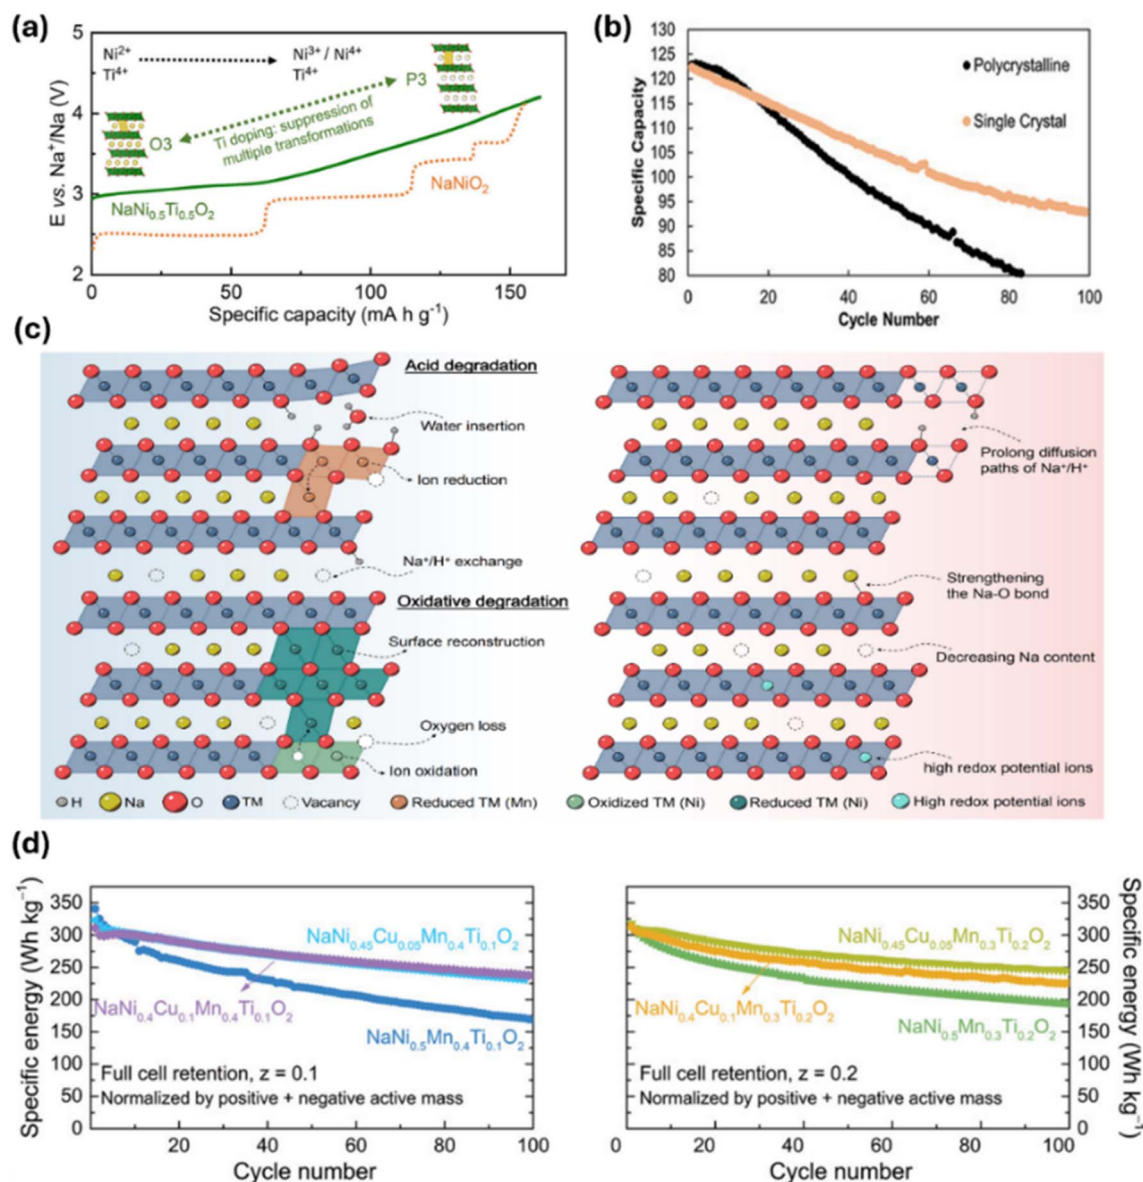 (a)
5
4
3
2
E vs. Na⁺/Na (V)
Ni²⁺
Ti⁴⁺
Ni³⁺ / Ni⁴⁺
Ti⁴⁺
P3
O3
Ti doping: suppression of
multiple transformations
NaNiO₂
NaNi₀.₅Ti₀.₅O₂
0 50 100 150
Specific capacity (mA h g⁻¹)
(b)
130
125
120
115
110
105
100
95
90
85
80
Specific Capacity
Polycrystalline
Single Crystal
0 20 40 60 80 100
Cycle Number
(c)
Acid degradation
Water insertion
Ion reduction
Na⁺/H⁺ exchange
Oxidative degradation
Surface reconstruction
Oxygen loss
Ion oxidation
Prolong diffusion
paths of Na⁺/H⁺
Strengthening
the Na-O bond
Decreasing Na content
high redox potential ions
H Na O TM Vacancy Reduced TM (Mn) Oxidized TM (Ni) Reduced TM (Ni) High redox potential ions
(d)
Specific energy (Wh kg⁻¹)
350
300
250
200
150
100
50
0
NaNi₀.₄₅Cu₀.₀₅Mn₀.₄Ti₀.₁O₂
NaNi₀.₄Cu₀.₁Mn₀.₄Ti₀.₁O₂
NaNi₀.₅Mn₀.₄Ti₀.₁O₂
Full cell retention, z = 0.1
Normalized by positive + negative active mass
20 40 60 80 100
Cycle number
NaNi₀.₄₅Cu₀.₀₅Mn₀.₃Ti₀.₂O₂
NaNi₀.₄Cu₀.₁Mn₀.₃Ti₀.₂O₂
NaNi₀.₅Mn₀.₃Ti₀.₂O₂
Full cell retention, z = 0.2
Normalized by positive + negative active mass
0 20 40 60 80 100
Cycle number
350
300
250
200
150
100
50
0
Specific energy (Wh kg⁻¹)